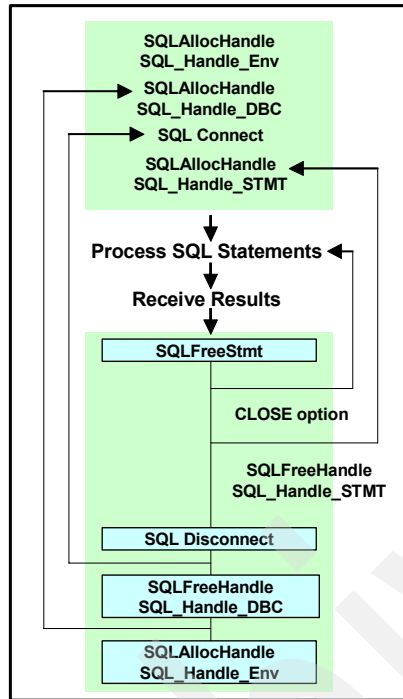 SQLAllocHandle
SQL_Handle_Env
SQLAllocHandle
SQL_Handle_DBC
SQL Connect
SQLAllocHandle
SQL_Handle_STMT
Process SQL Statements
Receive Results
SQLFreeStmt
CLOSE option
SQLFreeHandle
SQL_Handle_STMT
SQL Disconnect
SQLFreeHandle
SQL_Handle_DBC
SQLAllocHandle
SQL_Handle_Env